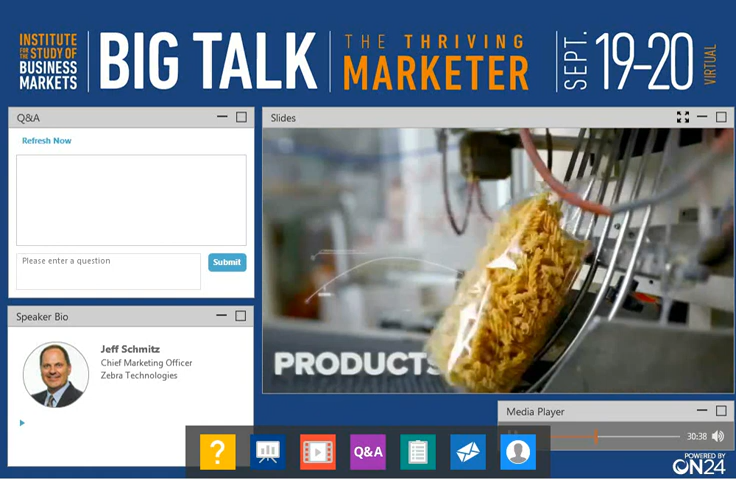 INSTITUTE
FOR THE STUDY OF
BUSINESS
MARKETS
BIG TALK
THE THRIVING
MARKETER
SEPT.
19–20
VIRTUAL
Q&A
Refresh Now
Please enter a question
Submit
Slides
PRODUCTS
Speaker Bio
Jeff Schmitz
Chief Marketing Officer
Zebra Technologies
Media Player
30:38
?
Q&A
POWERED BY
ON24